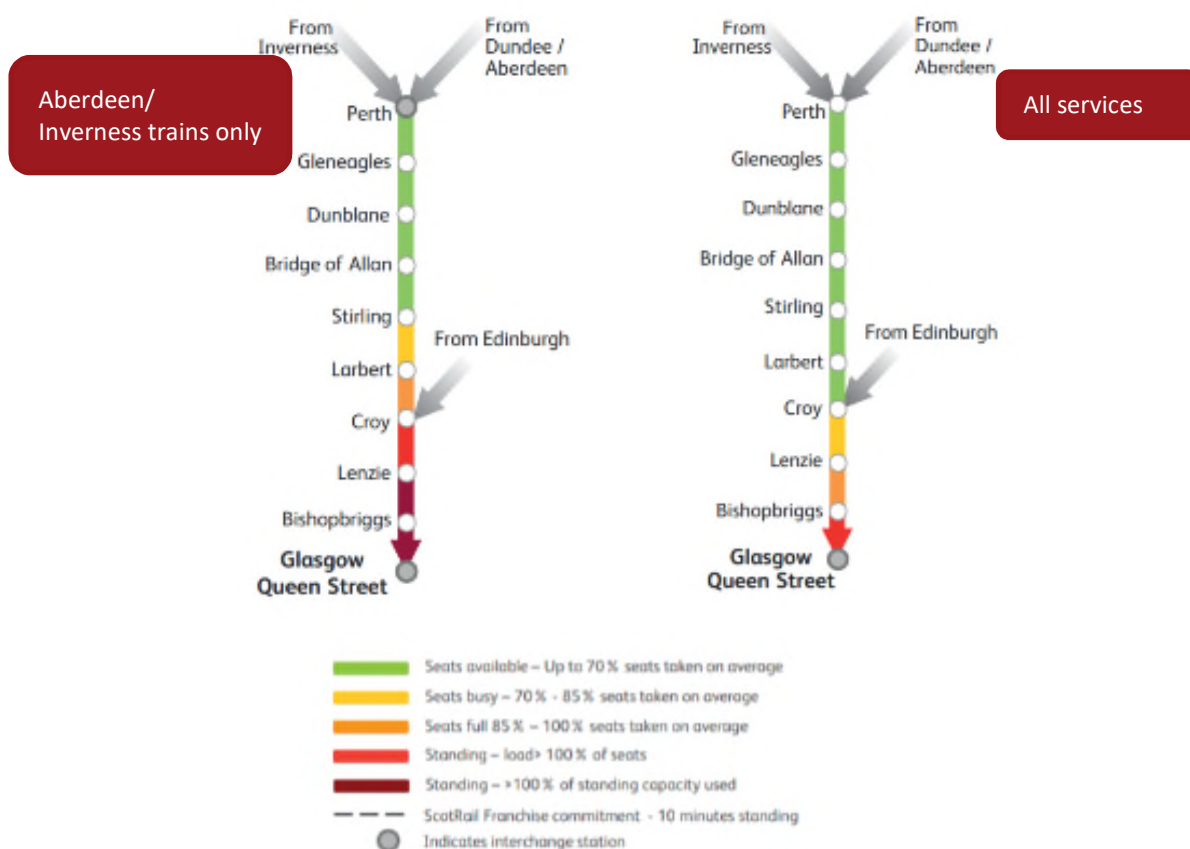 Aberdeen/
Inverness trains only
From
Inverness
From
Dundee /
Aberdeen
Perth
Gleneagles
Dunblane
Bridge of Allan
Stirling
From Edinburgh
Larbert
Croy
Lenzie
Bishopbriggs
Glasgow
Queen Street
All services
From
Inverness
From
Dundee /
Aberdeen
Perth
Gleneagles
Dunblane
Bridge of Allan
Stirling
From Edinburgh
Larbert
Croy
Lenzie
Bishopbriggs
Glasgow
Queen Street
Seats available – Up to 70% seats taken on average
Seats busy – 70% - 85% seats taken on average
Seats full 85% – 100% seats taken on average
Standing – load> 100% of seats
Standing – >100% of standing capacity used
ScotRail Franchise commitment - 10 minutes standing
Indicates interchange station